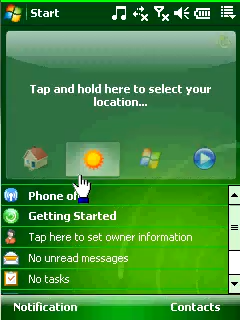 Start
Tap and hold here to select your
location...
Phone of
Getting Started
Tap here to set owner information
No unread messages
No tasks
Notification
Contacts